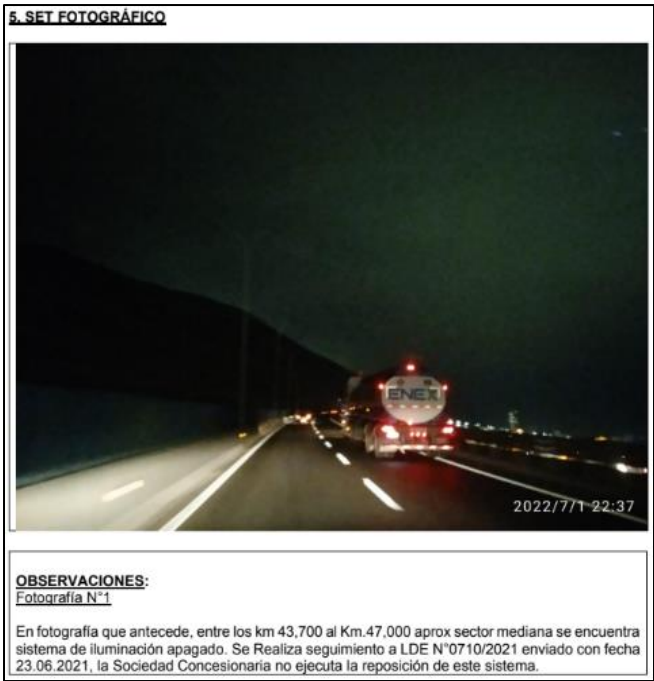 5. SET FOTOGRÁFICO
ENEX
2022/7/1 22:37
OBSERVACIONES:
Fotografía N°1
En fotografía que antecede, entre los km 43,700 al Km.47,000 aprox sector mediana se encuentra
sistema de iluminación apagado. Se Realiza seguimiento a LDE N°0710/2021 enviado con fecha
23.06.2021, la Sociedad Concesionaria no ejecuta la reposición de este sistema.